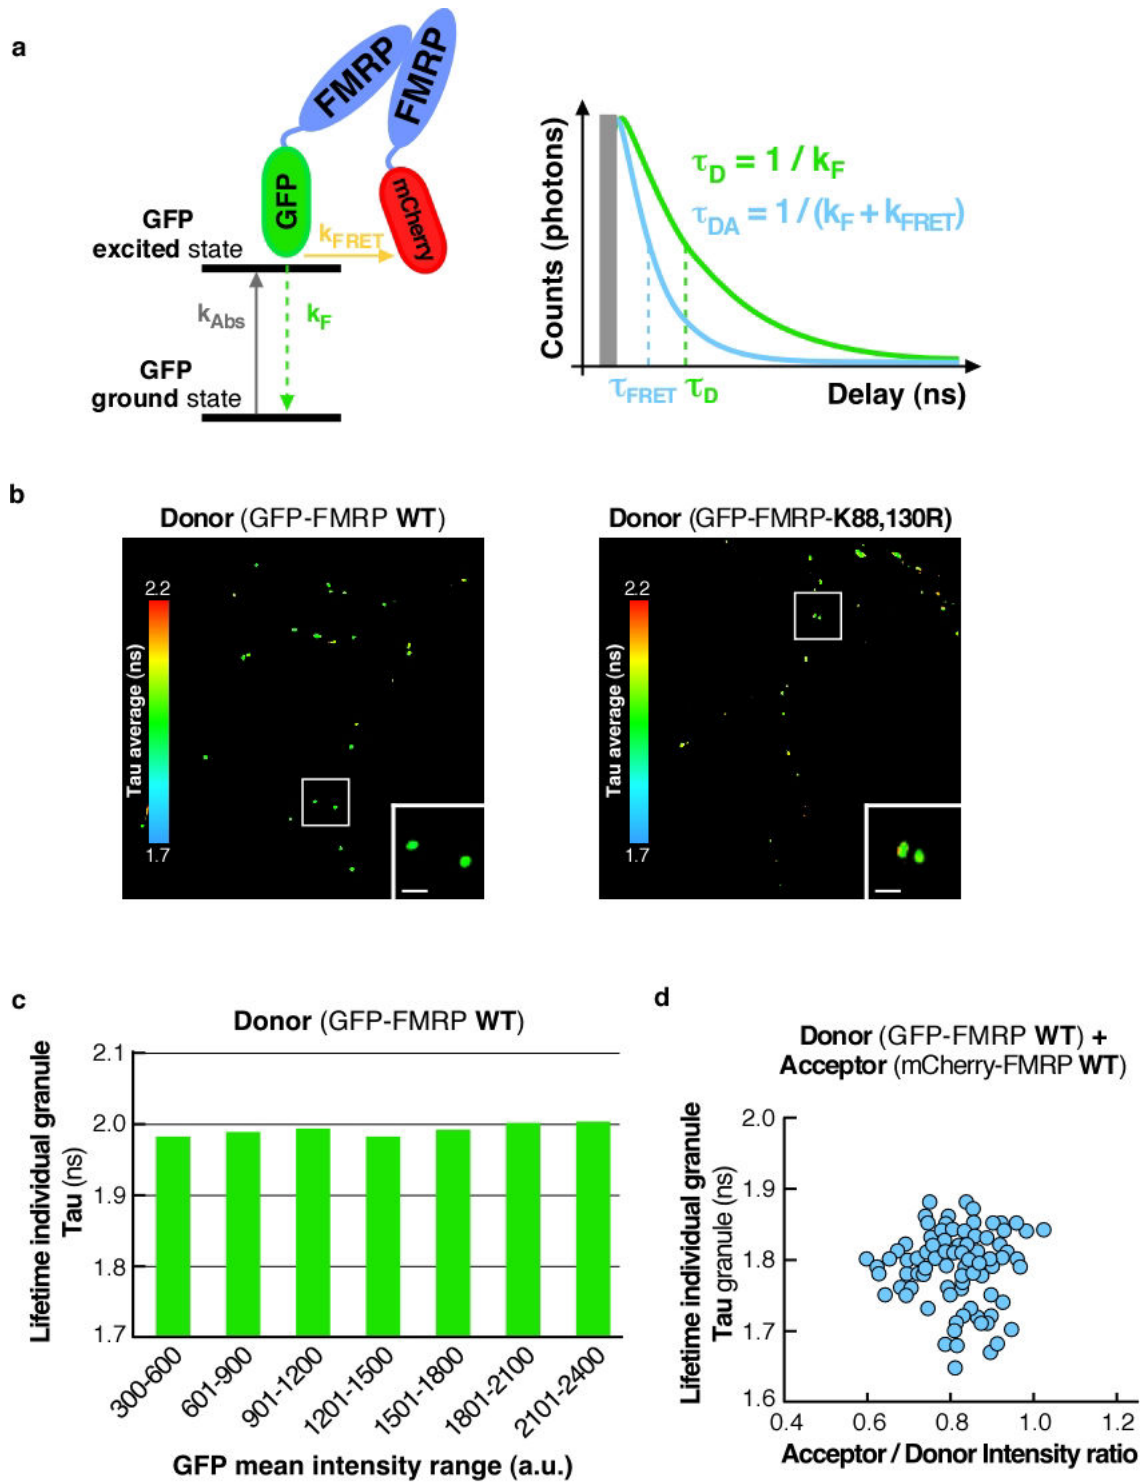 a
FMRP
FMRP
GFP
mCherry
GFP
excited state
kFRET
kAbs
kF
GFP
ground state
Counts (photons)
τD = 1 / kF
τDA = 1 / (kF + kFRET)
τFRET τD
Delay (ns)
b
Donor (GFP-FMRP WT)
2.2
Tau average (ns)
1.7
Donor (GFP-FMRP-K88,130R)
2.2
Tau average (ns)
1.7
c
Donor (GFP-FMRP WT)
Lifetime individual granule
Tau (ns)
2.1
2.0
1.9
1.8
1.7
300-600
601-900
901-1200
1201-1500
1501-1800
1801-2100
2101-2400
GFP mean intensity range (a.u.)
d
Donor (GFP-FMRP WT) +
Acceptor (mCherry-FMRP WT)
Lifetime individual granule
Tau granule (ns)
2.0
1.9
1.8
1.7
1.6
0.4 0.6 0.8 1.0 1.2
Acceptor / Donor Intensity ratio